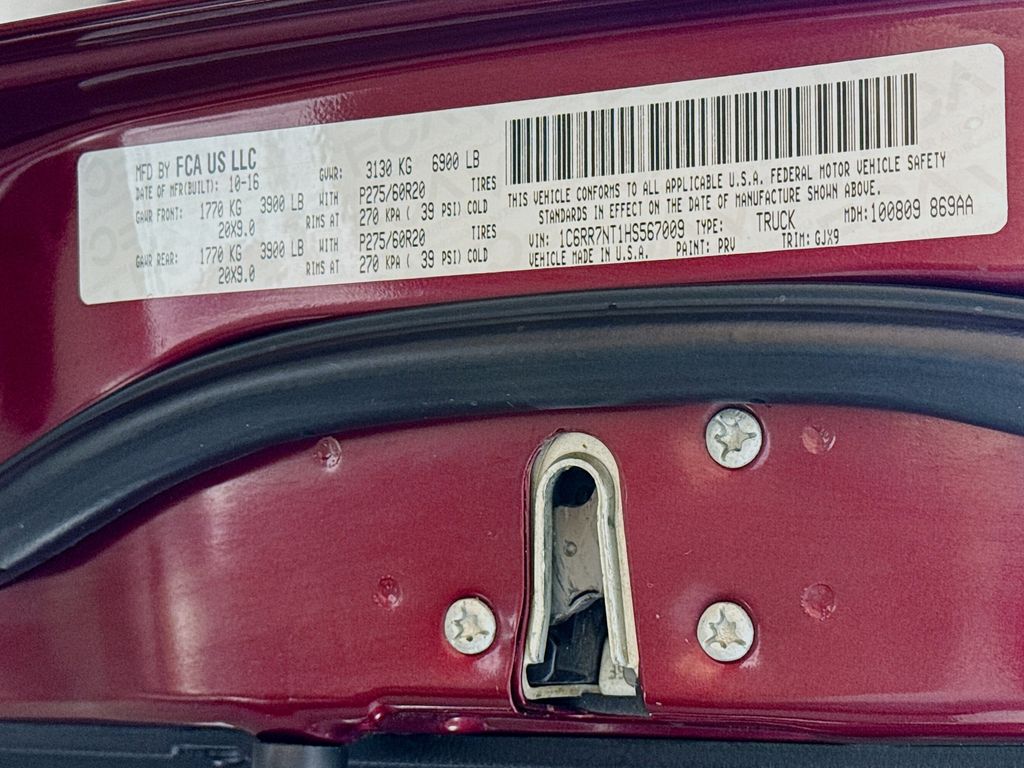 MFD BY FCA US LLC GVWR: 3130 KG 6900 LB
DATE OF MFR(BUILT): 10-16 WITH P275/60R20 TIRES
GAWR FRONT: 1770 KG 3900 LB
20X9.0 RIMS AT 270 KPA ( 39 PSI) COLD
GAWR REAR: 1770 KG 3900 LB WITH P275/60R20 TIRES
20X9.0 RIMS AT 270 KPA ( 39 PSI) COLD
THIS VEHICLE CONFORMS TO ALL APPLICABLE U.S.A. FEDERAL MOTOR VEHICLE SAFETY
STANDARDS IN EFFECT ON THE DATE OF MANUFACTURE SHOWN ABOVE.
VIN: 1C6RR7NT1HS567009 TYPE: TRUCK MDH:100809 869AA
VEHICLE MADE IN U.S.A. PAINT: PRV TRIM: GJX9